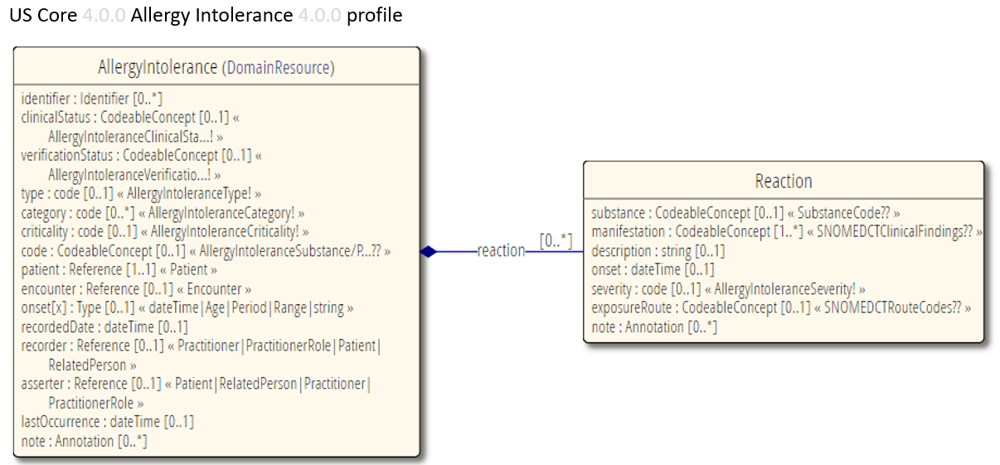 US Core 4.0.0 Allergy Intolerance 4.0.0 profile
AllergyIntolerance (DomainResource)
identifier : Identifier [0..*]
clinicalStatus : CodeableConcept [0..1] «
AllergyIntoleranceClinicalSta...! »
verificationStatus : CodeableConcept [0..1] «
AllergyIntoleranceVerificatio...! »
type : code [0..1] « AllergyIntoleranceType! »
category : code [0..*] « AllergyIntoleranceCategory! »
criticality : code [0..1] « AllergyIntoleranceCriticality! »
code : CodeableConcept [0..1] « AllergyIntoleranceSubstance/P...?? »
patient : Reference [1..1] « Patient »
encounter : Reference [0..1] « Encounter »
onset[x] : Type [0..1] « dateTime|Age|Period|Range|string »
recordedDate : dateTime [0..1]
recorder : Reference [0..1] « Practitioner|PractitionerRole|Patient|
RelatedPerson »
asserter : Reference [0..1] « Patient|RelatedPerson|Practitioner|
PractitionerRole »
lastOccurrence : dateTime [0..1]
note : Annotation [0..*]
reaction [0..*]
Reaction
substance : CodeableConcept [0..1] « SubstanceCode?? »
manifestation : CodeableConcept [1..*] « SNOMEDCTClinicalFindings?? »
description : string [0..1]
onset : dateTime [0..1]
severity : code [0..1] « AllergyIntoleranceSeverity! »
exposureRoute : CodeableConcept [0..1] « SNOMEDCTRouteCodes?? »
note : Annotation [0..*]